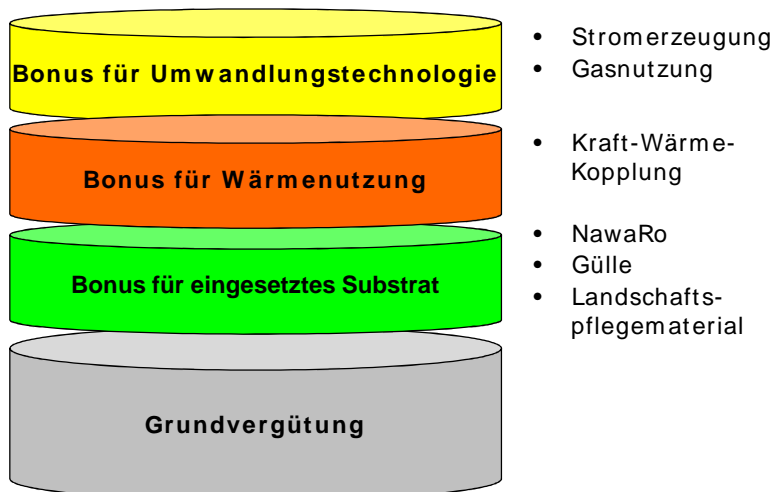 Bonus für Umwandlungstechnologie
• Stromerzeugung
• Gasnutzung
Bonus für Wärmenutzung
• Kraft-Wärme-
Kopplung
Bonus für eingesetztes Substrat
• NawaRo
• Gülle
• Landschafts-
pflegematerial
Grundvergütung